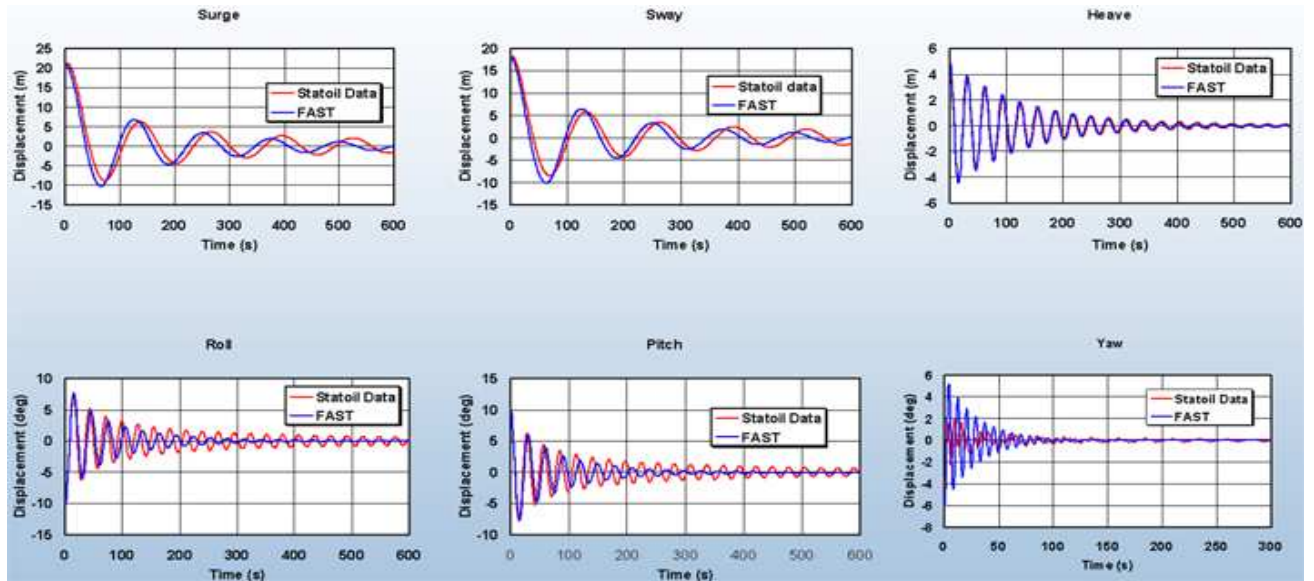 Surge
Displacement (m)
25
20
15
10
5
0
-5
-10
-15
Statoil Data
FAST
0 100 200 300 400 500 600
Time (s)
Sway
Displacement (m)
20
15
10
5
0
-5
-10
-15
Statoil data
FAST
0 100 200 300 400 500 600
Time (s)
Heave
Displacement (m)
6
4
2
0
-2
-4
-6
Statoil Data
FAST
0 100 200 300 400 500 600
Time (s)
Roll
Displacement (deg)
10
5
0
-5
-10
-15
Statoil Data
FAST
0 100 200 300 400 500 600
Time (s)
Pitch
Displacement (deg)
15
10
5
0
-5
-10
Statoil Data
FAST
0 100 200 300 400 500 600
Time (s)
Yaw
Displacement (deg)
6
4
2
0
-2
-4
-6
-8
Statoil Data
FAST
0 50 100 150 200 250 300
Time (s)